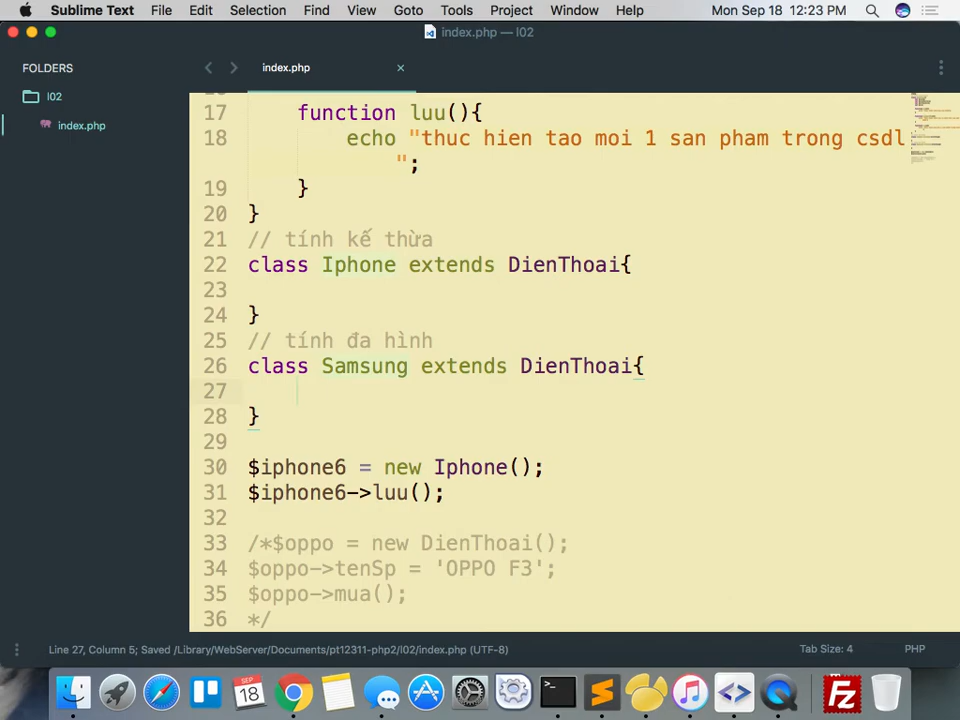 Sublime Text File Edit Selection Find View Goto Tools Project Window Help Mon Sep 18 12:23 PM
index.php — l02
FOLDERS
l02
index.php
index.php
17 function luu(){
18 echo "thuc hien tao moi 1 san pham trong csdl
";
19 }
20 }
21 // tính kế thừa
22 class Iphone extends DienThoai{
23
24 }
25 // tính đa hình
26 class Samsung extends DienThoai{
27
28 }
29
30 $iphone6 = new Iphone();
31 $iphone6->luu();
32
33 /*$oppo = new DienThoai();
34 $oppo->tenSp = 'OPPO F3';
35 $oppo->mua();
36 */
Line 27, Column 5; Saved /Library/WebServer/Documents/pt12311-php2/l02/index.php (UTF-8) Tab Size: 4 PHP
SEP
18
Fz